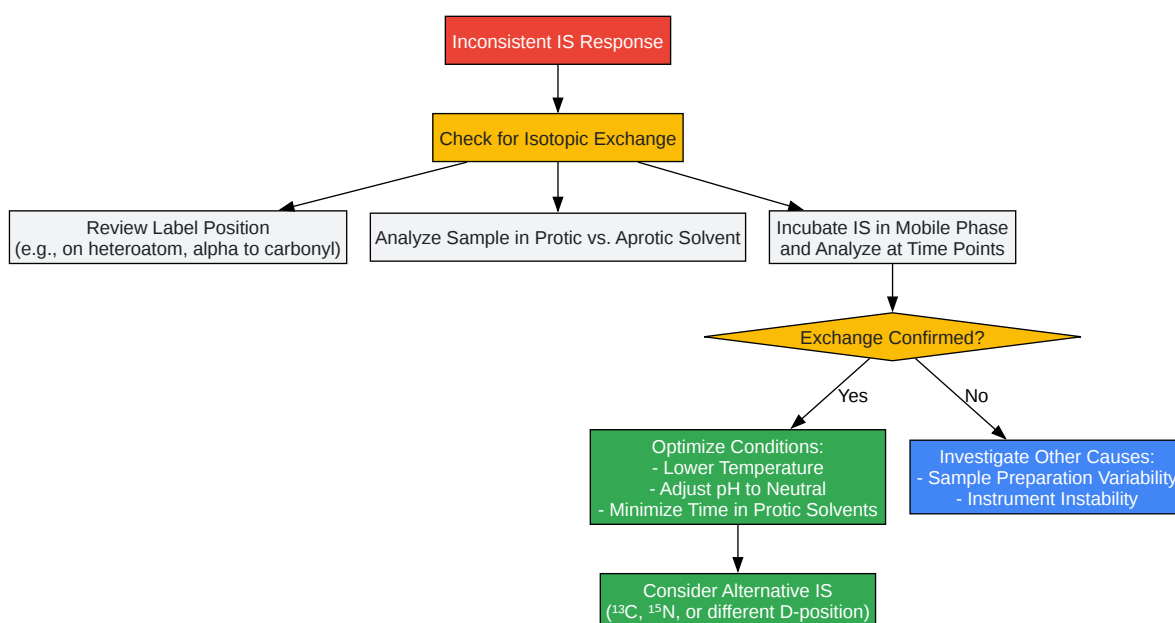 Inconsistent IS Response
Check for Isotopic Exchange
Review Label Position
(e.g., on heteroatom, alpha to carbonyl)
Analyze Sample in Protic vs. Aprotic Solvent
Incubate IS in Mobile Phase
and Analyze at Time Points
Exchange Confirmed?
Yes
No
Optimize Conditions:
- Lower Temperature
- Adjust pH to Neutral
- Minimize Time in Protic Solvents
Investigate Other Causes:
- Sample Preparation Variability
- Instrument Instability
Consider Alternative IS
(¹³C, ¹⁵N, or different D-position)